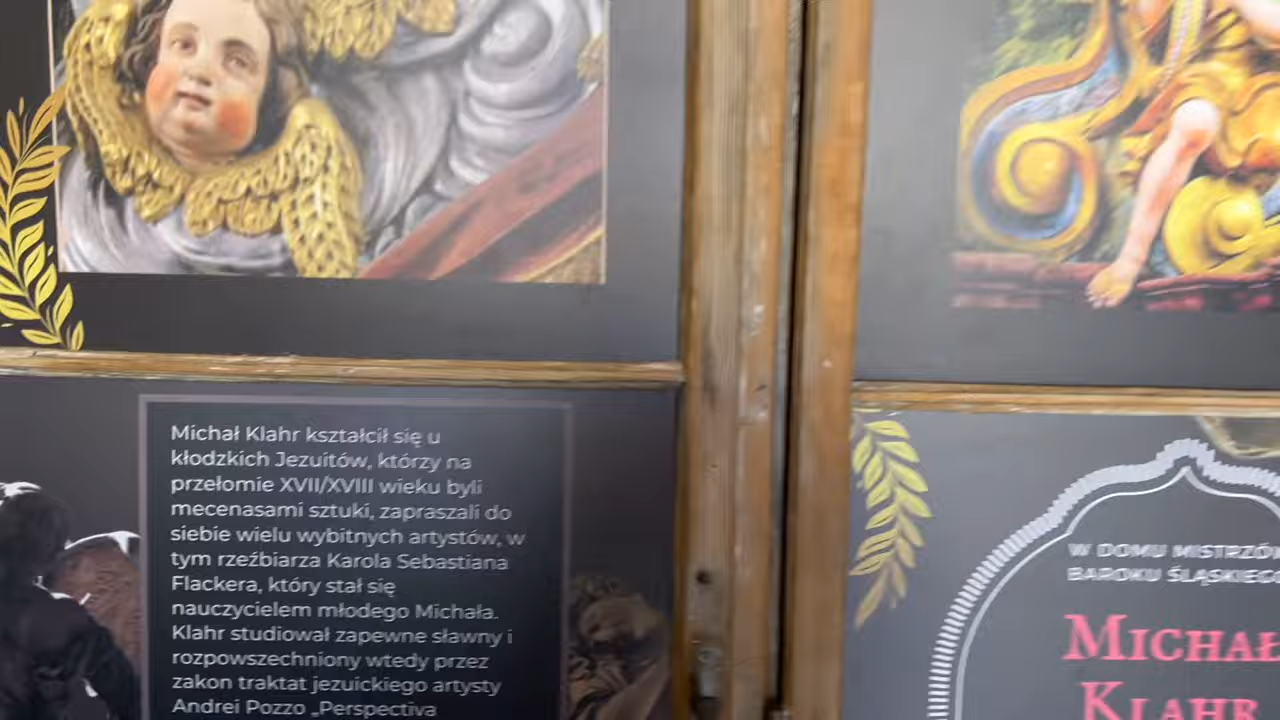 Michał Klahr kształcił się u
kłodzkich Jezuitów, którzy na
przełomie XVII/XVIII wieku byli
mecenasami sztuki, zapraszali do
siebie wielu wybitnych artystów, w
tym rzeźbiarza Karola Sebastiana
Flackera, który stał się
nauczycielem młodego Michała.
Klahr studiował zapewne sławny i
rozpowszechniony wtedy przez
zakon traktat jezuickiego artysty
Andrei Pozzo „Perspectiva
W DOMU MISTRZÓW
BAROKU ŚLĄSKIEGO
MICHAŁ
KLAHR